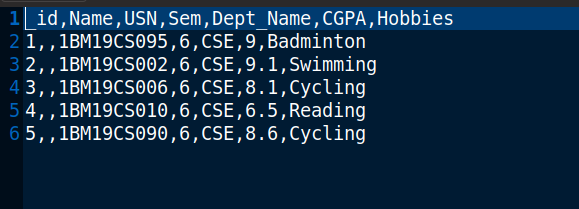 1 _id,Name,USN,Sem,Dept_Name,CGPA,Hobbies
2 1,,1BM19CS095,6,CSE,9,Badminton
3 2,,1BM19CS002,6,CSE,9.1,Swimming
4 3,,1BM19CS006,6,CSE,8.1,Cycling
5 4,,1BM19CS010,6,CSE,6.5,Reading
6 5,,1BM19CS090,6,CSE,8.6,Cycling